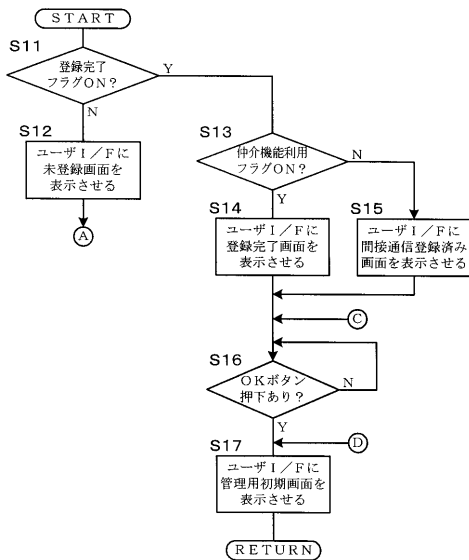 START
S11
登録完了
フラグON?
Y
N
S12
ユーザI/Fに
未登録画面を
表示させる
A
S13
仲介機能利用
フラグON?
N
Y
S14
ユーザI/Fに
登録完了画面を
表示させる
S15
ユーザI/Fに
間接通信登録済み
画面を表示させる
C
S16
OKボタン
押下あり?
N
Y
D
S17
ユーザI/Fに
管理用初期画面を
表示させる
RETURN